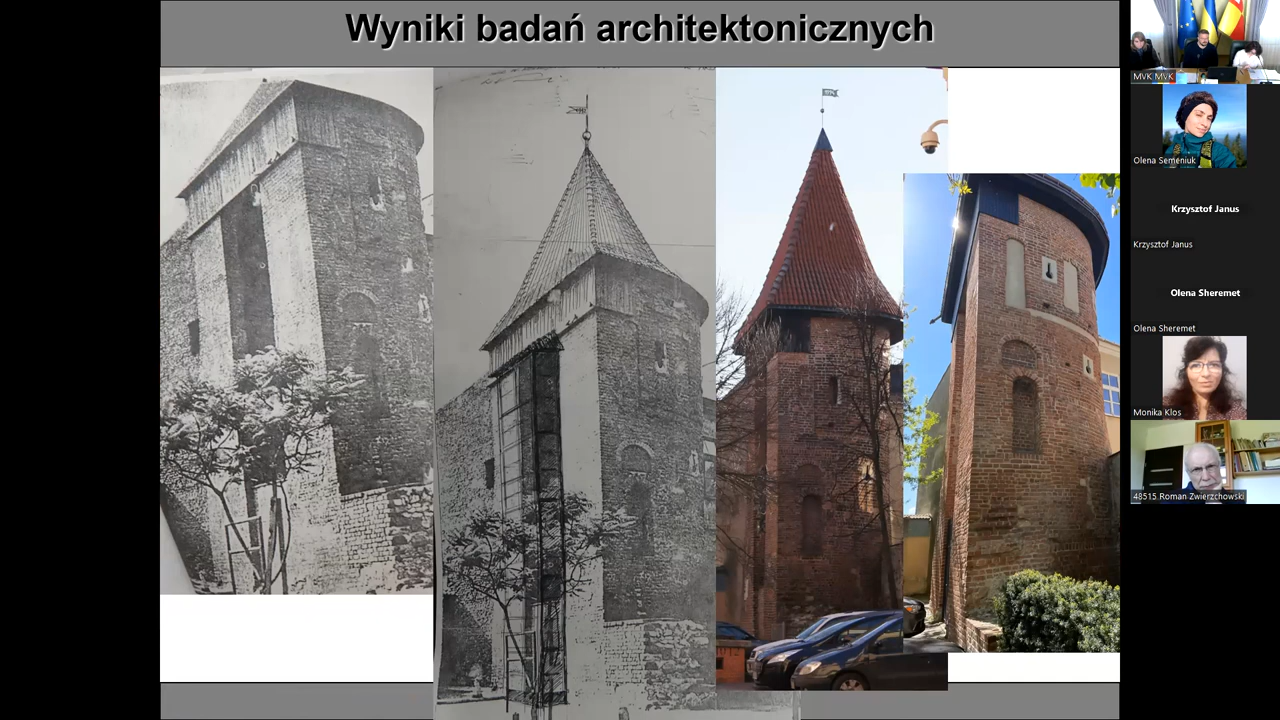 Wyniki badań architektonicznych
MVK MVK
Olena Semeniuk
Krzysztof Janus
Krzysztof Janus
Olena Sheremet
Olena Sheremet
Monika Klos
48515 Roman Zwierzchowski